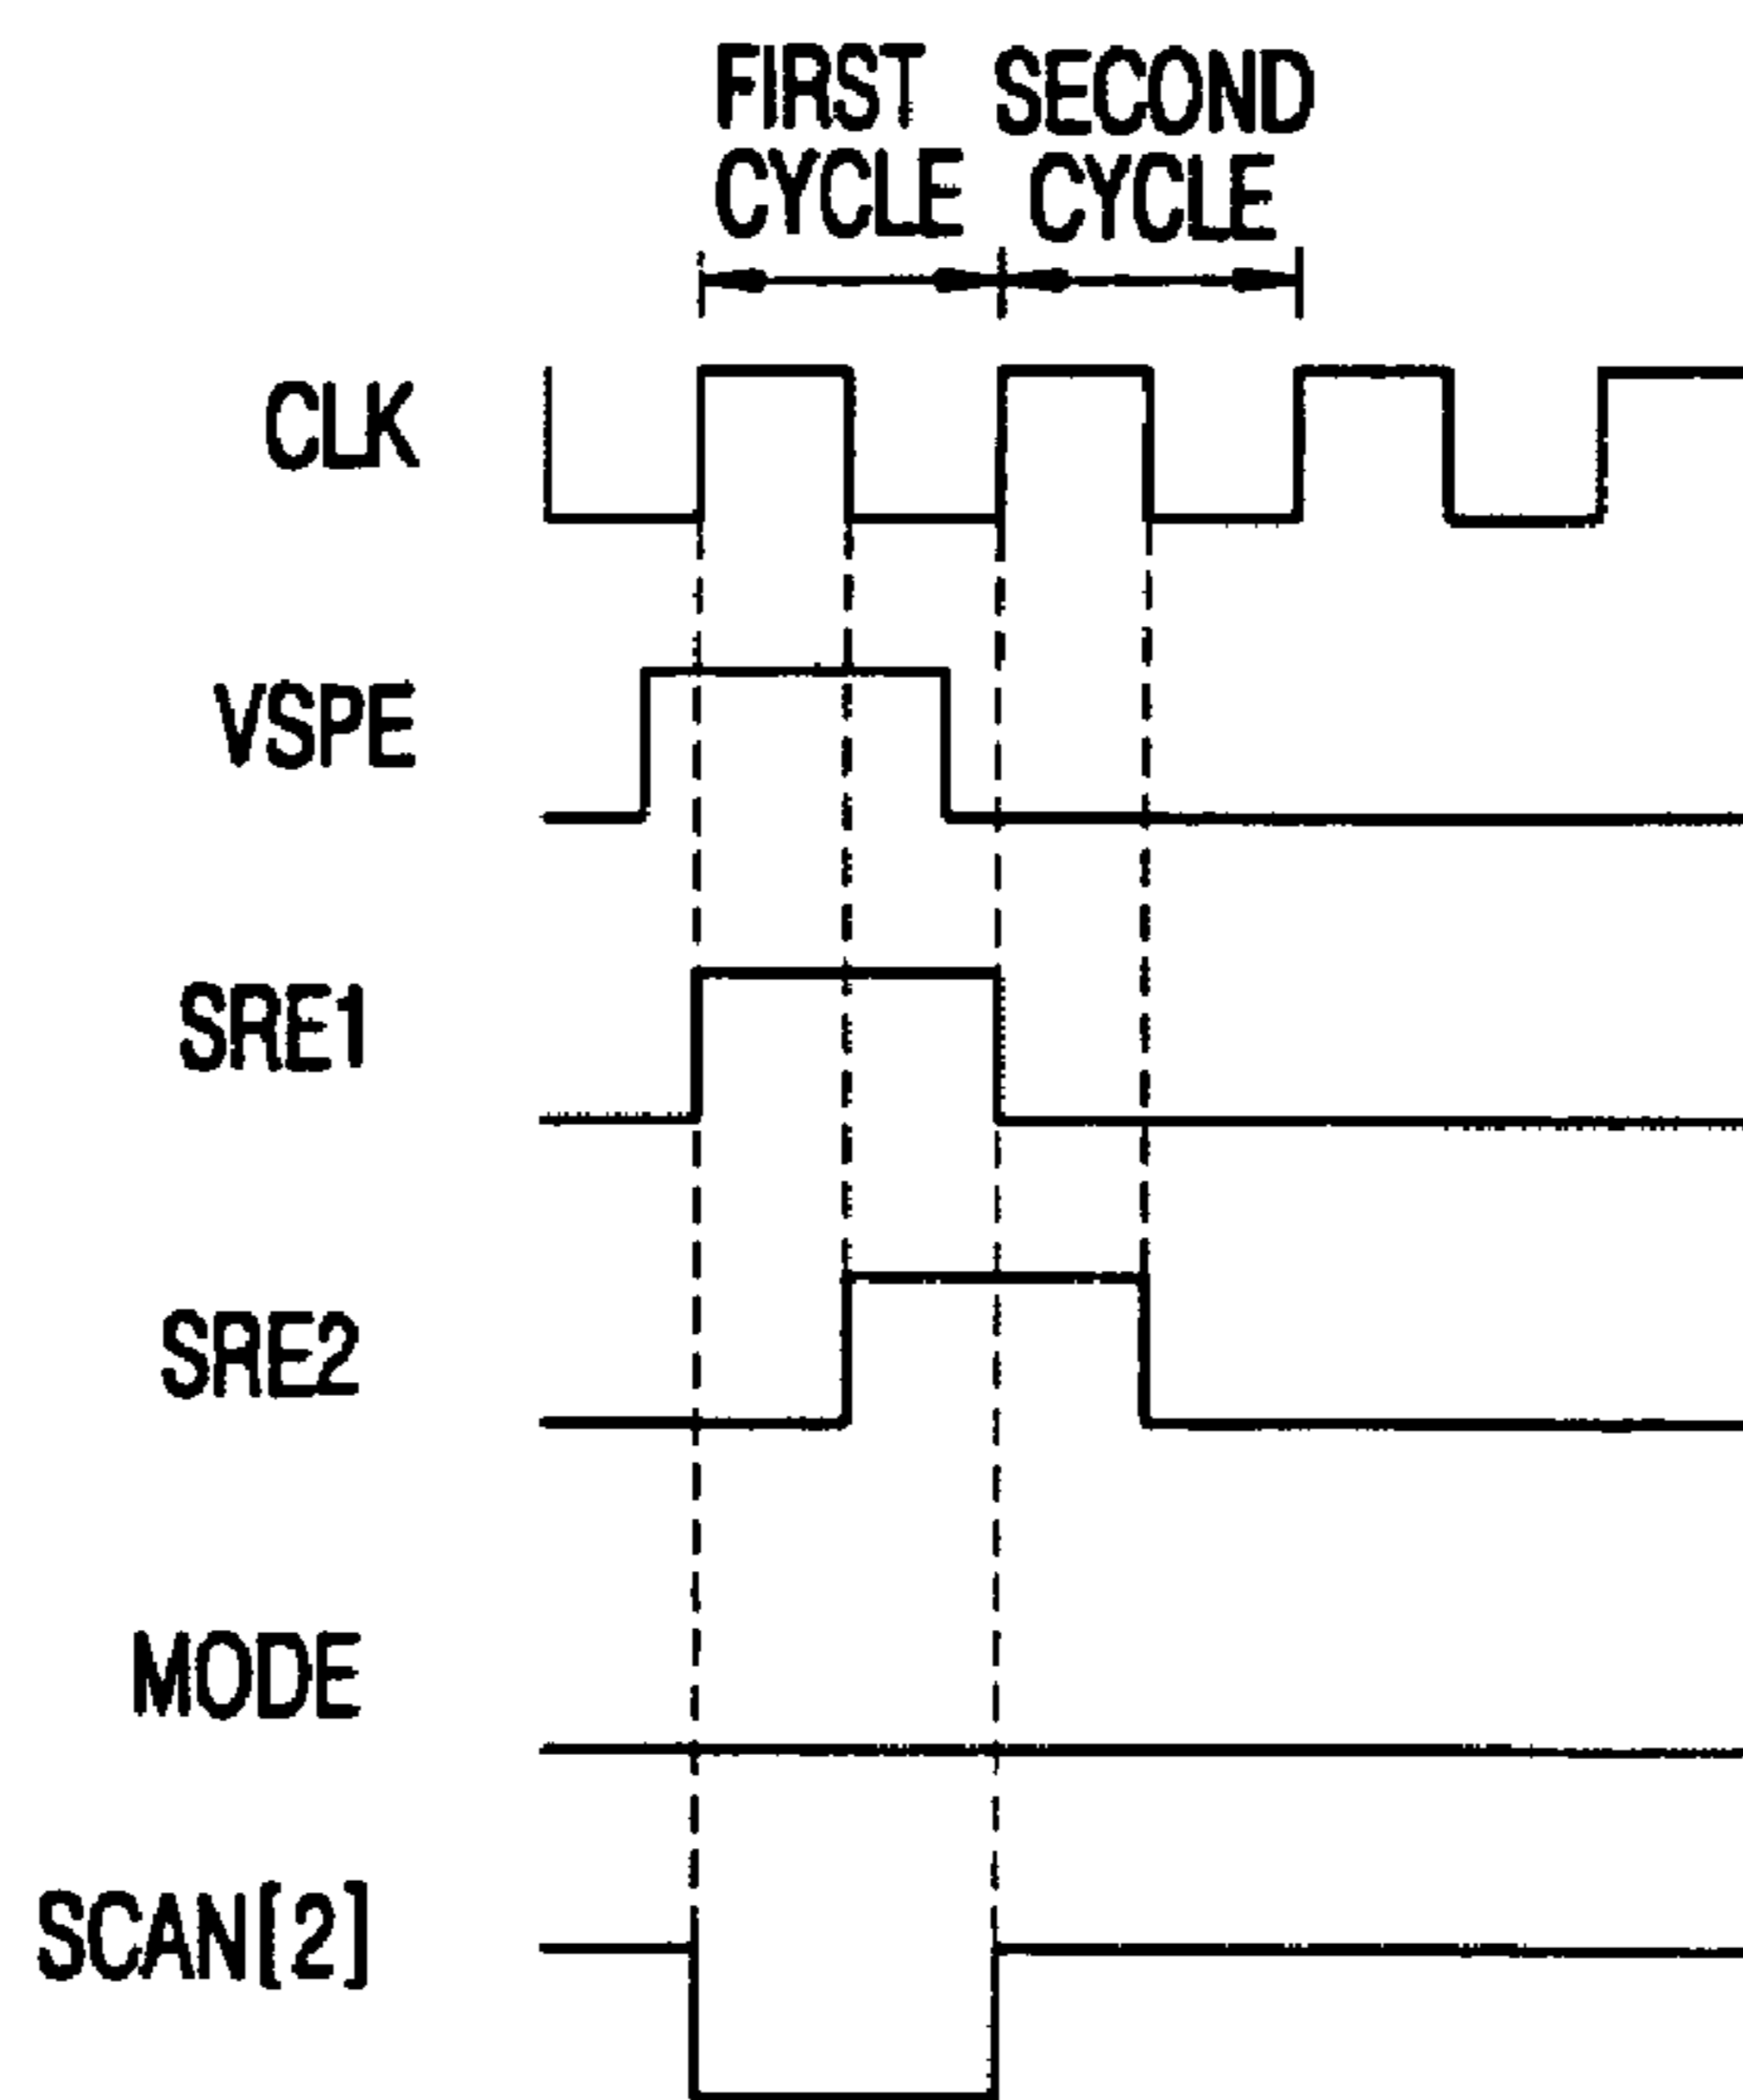 FIRST SECOND
CYCLE CYCLE
CLK
VSPE
SRE1
SRE2
MODE
SCAN[2]